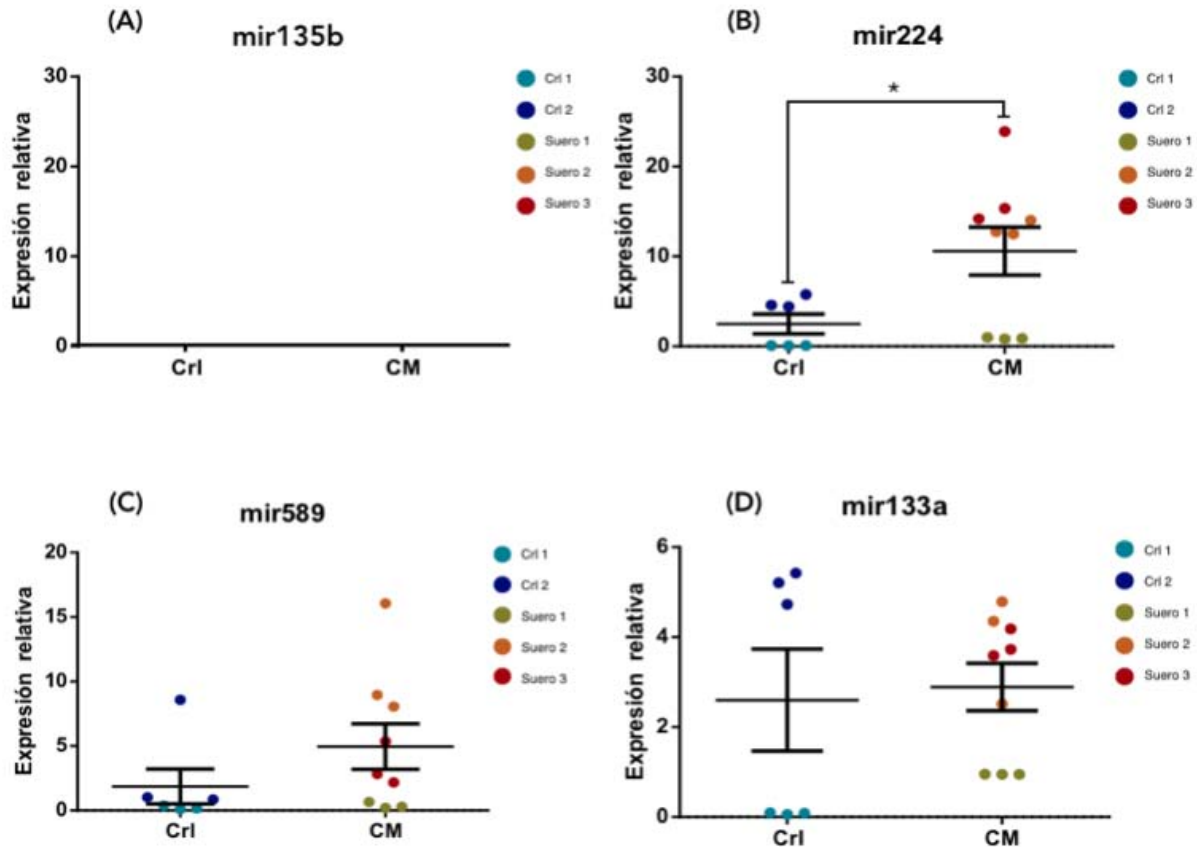 (A)
mir135b
Expresión relativa
30
20
10
0
Crl
CM
Crl 1
Crl 2
Suero 1
Suero 2
Suero 3
(B)
mir224
Expresión relativa
30
20
10
0
*
Crl
CM
Crl 1
Crl 2
Suero 1
Suero 2
Suero 3
(C)
mir589
Expresión relativa
20
15
10
5
0
Crl
CM
Crl 1
Crl 2
Suero 1
Suero 2
Suero 3
(D)
mir133a
Expresión relativa
6
4
2
0
Crl
CM
Crl 1
Crl 2
Suero 1
Suero 2
Suero 3